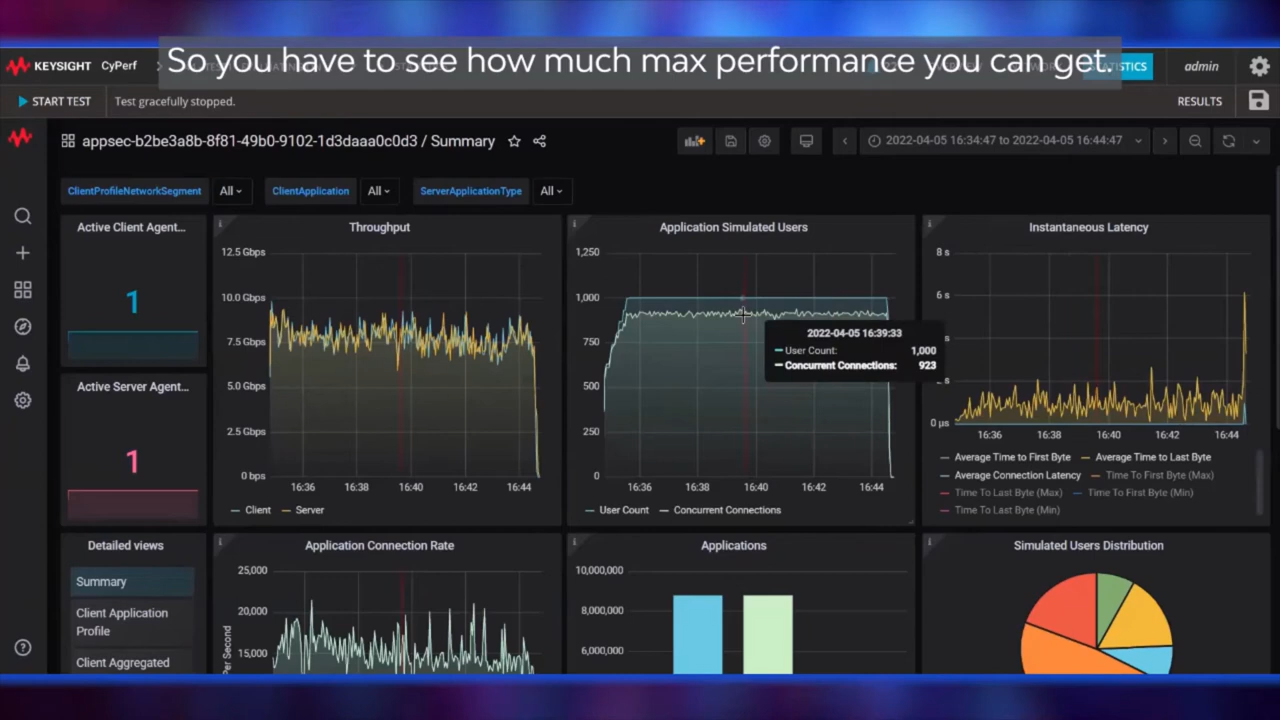 So you have to see how much max performance you can get.
KEYSIGHT CyPerf
STATISTICS
admin
START TEST
Test gracefully stopped.
RESULTS
appsec-b2be3a8b-8f81-49b0-9102-1d3daaa0c0d3 / Summary
2022-04-05 16:34:47 to 2022-04-05 16:44:47
ClientProfileNetworkSegment
All
ClientApplication
All
ServerApplicationType
All
Active Client Agent...
1
Active Server Agent...
1
Throughput
12.5 Gbps
10.0 Gbps
7.5 Gbps
5.0 Gbps
2.5 Gbps
0 bps
16:36 16:38 16:40 16:42 16:44
Client Server
Application Simulated Users
1,250
1,000
750
500
250
0
16:36 16:38 16:40 16:42 16:44
User Count Concurrent Connections
2022-04-05 16:39:33
User Count: 1,000
Concurrent Connections: 923
Instantaneous Latency
8 s
6 s
0 µs
16:36 16:38 16:40 16:42 16:44
Average Time to First Byte Average Time to Last Byte
Average Connection Latency Time To First Byte (Max)
Time To Last Byte (Max) Time To First Byte (Min)
Time To Last Byte (Min)
Detailed views
Summary
Client Application
Profile
Client Aggregated
Application Connection Rate
25,000
20,000
15,000
Per Second
Applications
10,000,000
8,000,000
6,000,000
Simulated Users Distribution